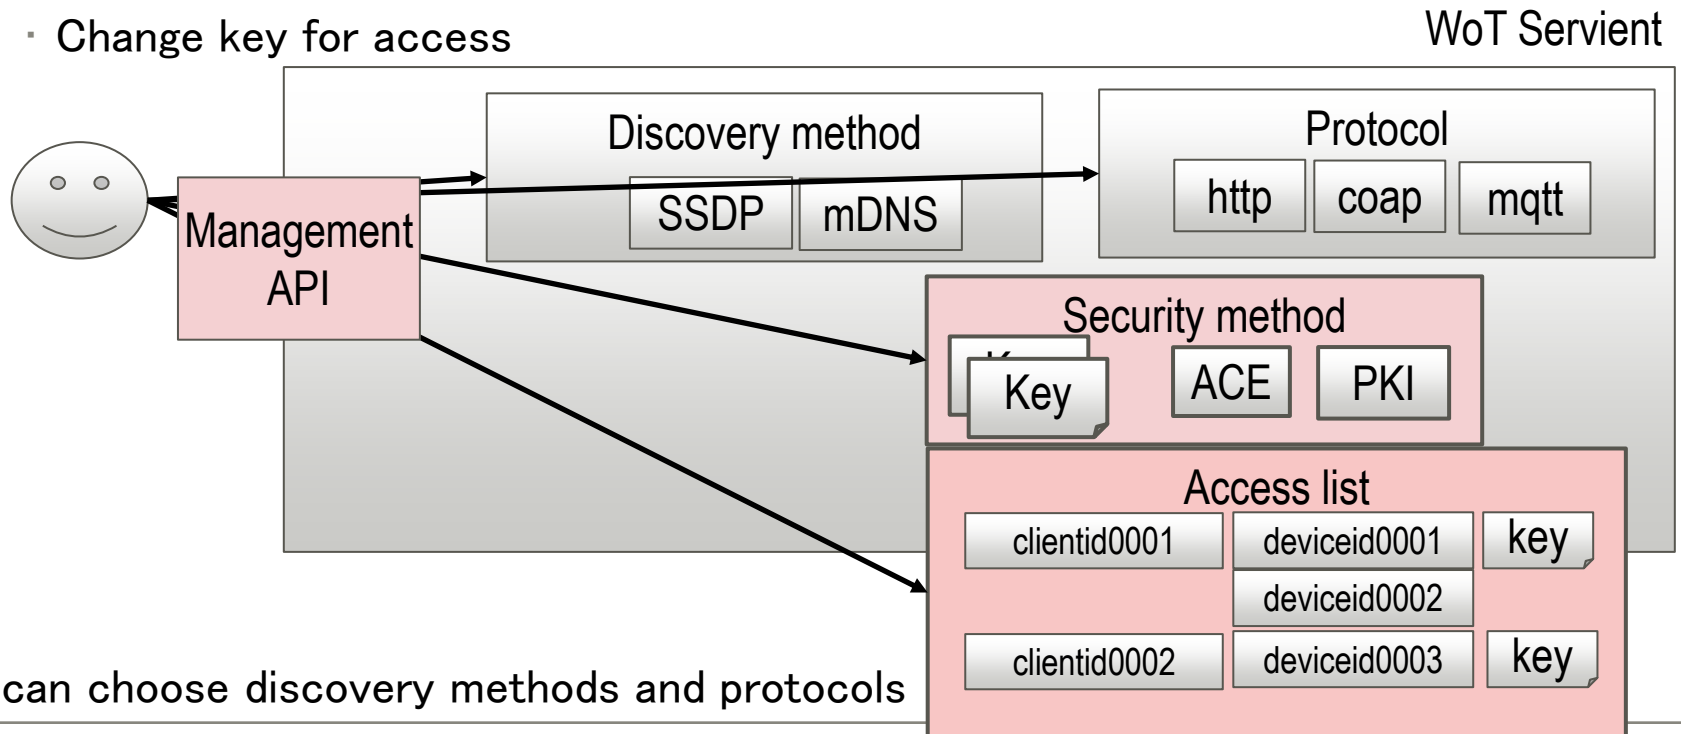 · Change key for access
WoT Servient
Discovery method
SSDP
mDNS
Protocol
http
coap
mqtt
Management
API
Security method
Key
ACE
PKI
Access list
clientid0001
deviceid0001
key
deviceid0002
clientid0002
deviceid0003
key
can choose discovery methods and protocols